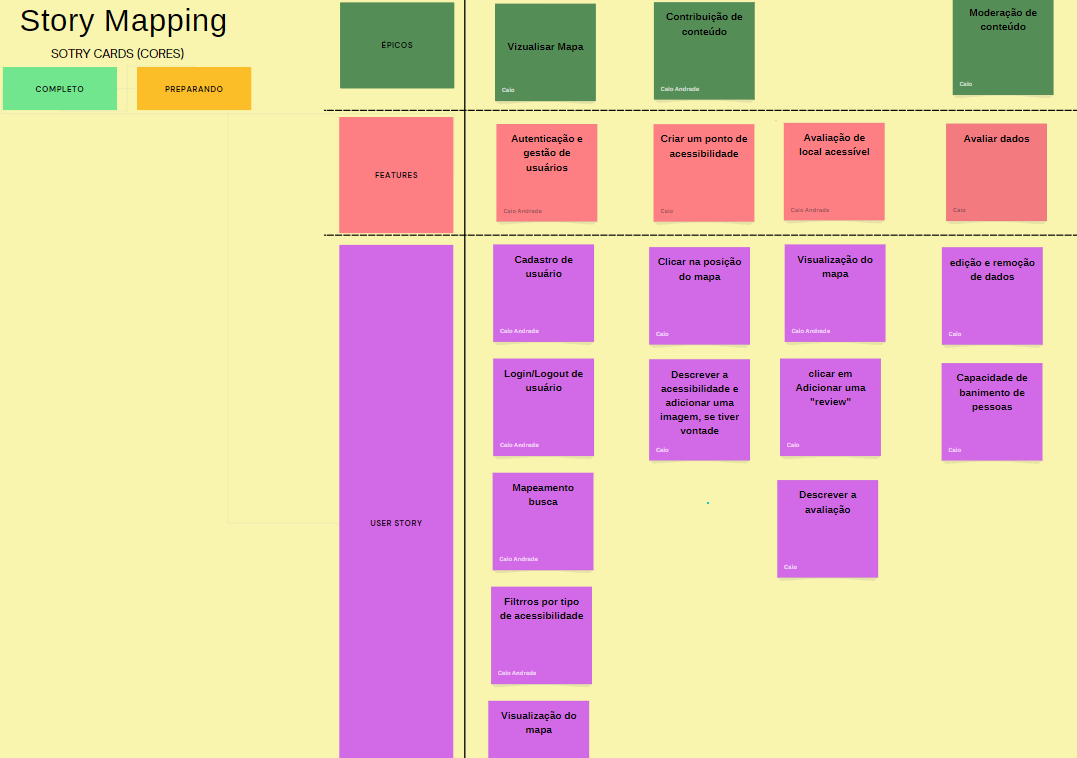 Story Mapping
SOTRY CARDS (CORES)
COMPLETO
PREPARANDO
ÉPICOS
Vizualisar Mapa
Caio
Contribuição de
conteúdo
Caio Andrade
Moderação de
conteúdo
Caio
FEATURES
Autenticação e
gestão de
usuários
Caio Andrade
Criar um ponto de
acessibilidade
Caio
Avaliação de
local acessível
Caio Andrade
Avaliar dados
Caio
USER STORY
Cadastro de
usuário
Caio Andrade
Clicar na posição
do mapa
Caio
Visualização do
mapa
Caio Andrade
edição e remoção
de dados
Caio
Login/Logout de
usuário
Caio Andrade
Descrever a
acessibilidade e
adicionar uma
imagem, se tiver
vontade
Caio
clicar em
Adicionar uma
"review"
Caio
Capacidade de
banimento de
pessoas
Caio
Mapeamento
busca
Caio Andrade
Descrever a
avaliação
Caio
Filtrros por tipo
de acessibilidade
Caio Andrade
Visualização do
mapa